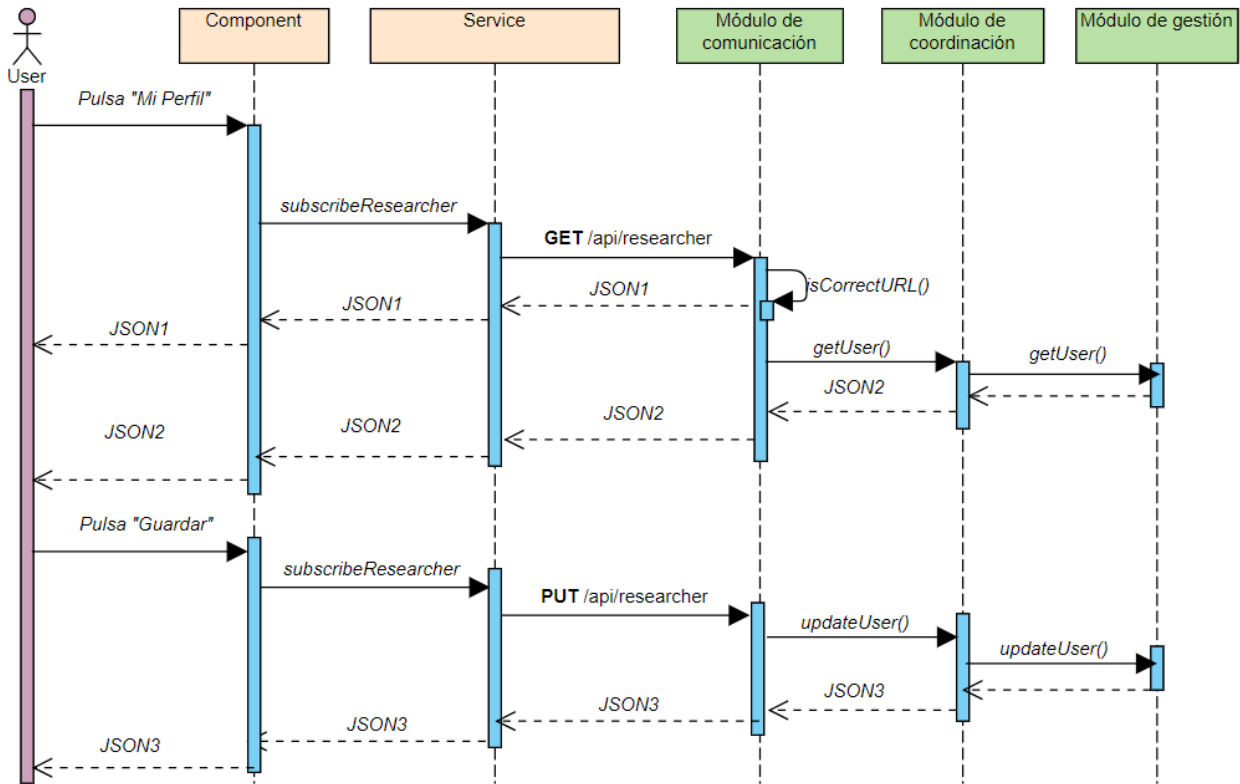 Component
Service
Módulo de
comunicación
Módulo de
coordinación
Módulo de gestión
User
Pulsa "Mi Perfil"
subscribeResearcher
GET /api/researcher
isCorrectURL()
JSON1
JSON1
JSON1
getUser()
getUser()
JSON2
JSON2
JSON2
JSON2
Pulsa "Guardar"
subscribeResearcher
PUT /api/researcher
updateUser()
updateUser()
JSON3
JSON3
JSON3
JSON3